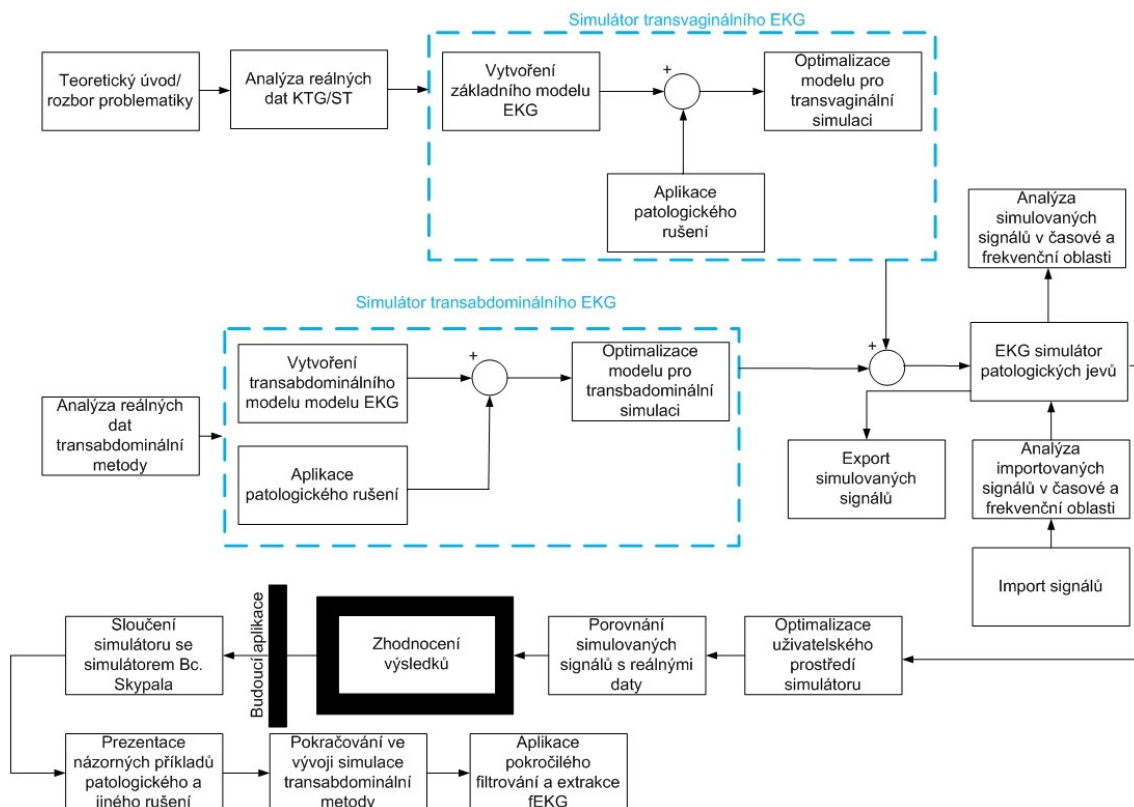 Simulátor transvaginálního EKG
Teoretický úvod/
rozbor problematiky
Analýza reálných
dat KTG/ST
Vytvoření
základního modelu
EKG
+
Optimalizace
modelu pro
transvaginální
simulaci
Aplikace
patologického
rušení
Analýza
simulovaných
signálů v časové a
frekvenční oblasti
Simulátor transabdominálního EKG
Analýza reálných
dat
transabdominální
metody
Vytvoření
transabdominálního
modelu modelu EKG
+
Optimalizace
modelu pro
transbadominální
simulaci
Aplikace
patologického rušení
+
EKG simulátor
patologických jevů
Export
simulovaných
signálů
Analýza
importovaných
signálů v časové a
frekvenční oblasti
Import signálů
Optimalizace
uživatelského
prostředí
simulátoru
Porovnání
simulovaných
signálů s reálnými
daty
Zhodnocení
výsledků
Budoucí aplikace
Sloučení
simulátoru se
simulátorem Bc.
Skypala
Prezentace
názorných příkladů
patologického a
jiného rušení
Pokračování ve
vývoji simulace
transabdominální
metody
Aplikace
pokročilého
filtrování a extrakce
fEKG